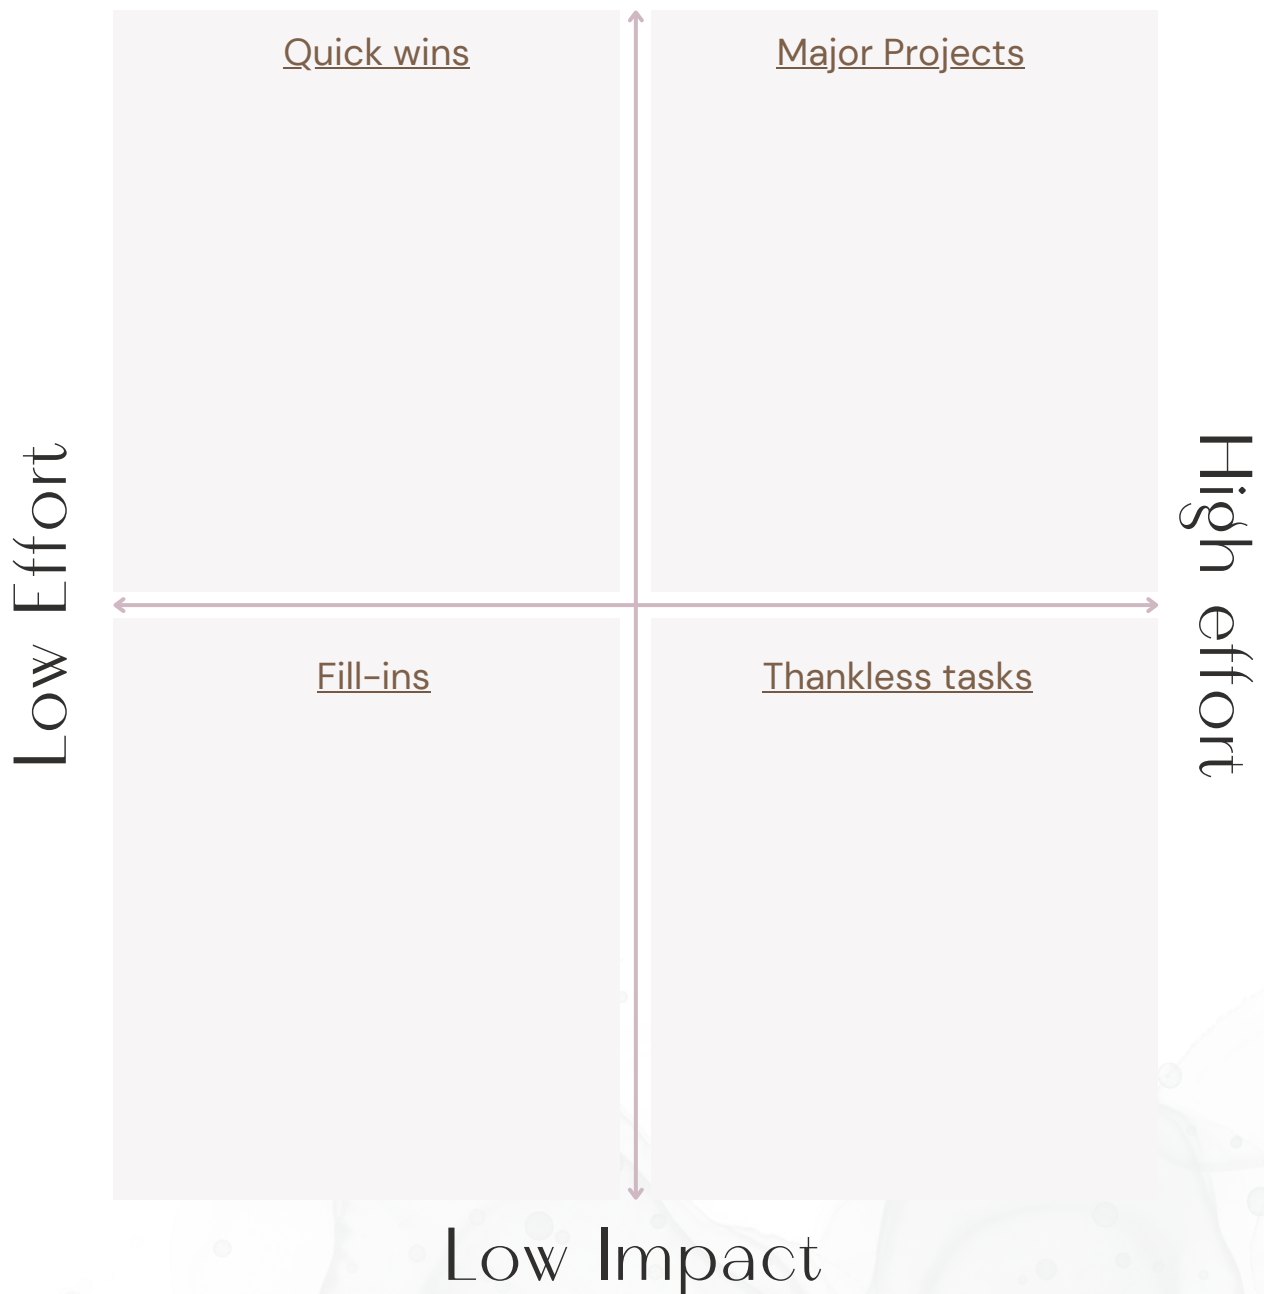 Quick wins
Major Projects
Low Effort
High effort
Fill-ins
Thankless tasks
Low Impact